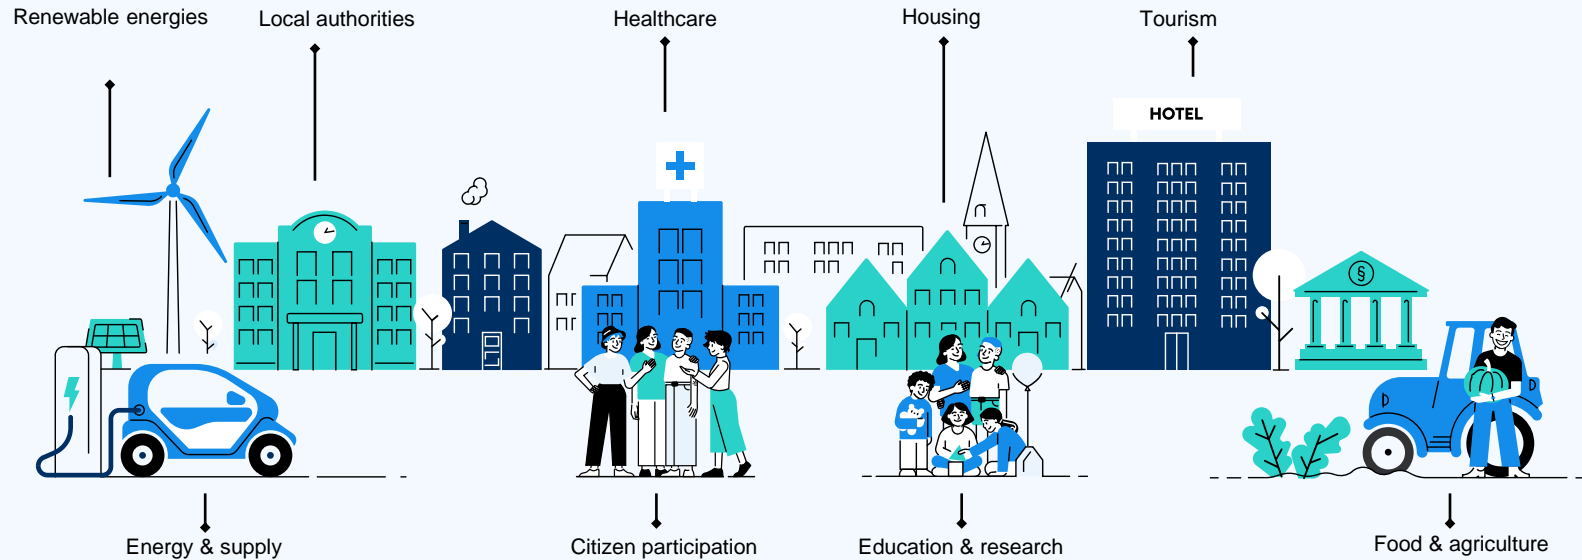 Renewable energies
Local authorities
Healthcare
Housing
Tourism
HOTEL
§
Energy & supply
Citizen participation
Education & research
Food & agriculture